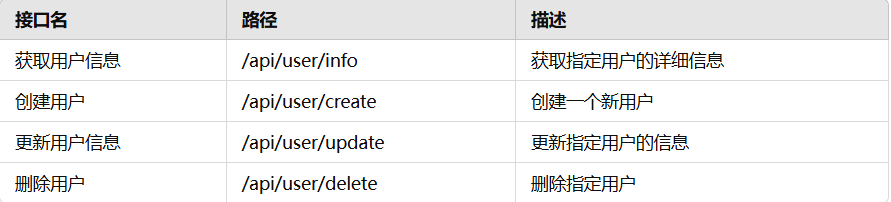 接口名 路径 描述
获取用户信息 /api/user/info 获取指定用户的详细信息
创建用户 /api/user/create 创建一个新用户
更新用户信息 /api/user/update 更新指定用户的信息
删除用户 /api/user/delete 删除指定用户